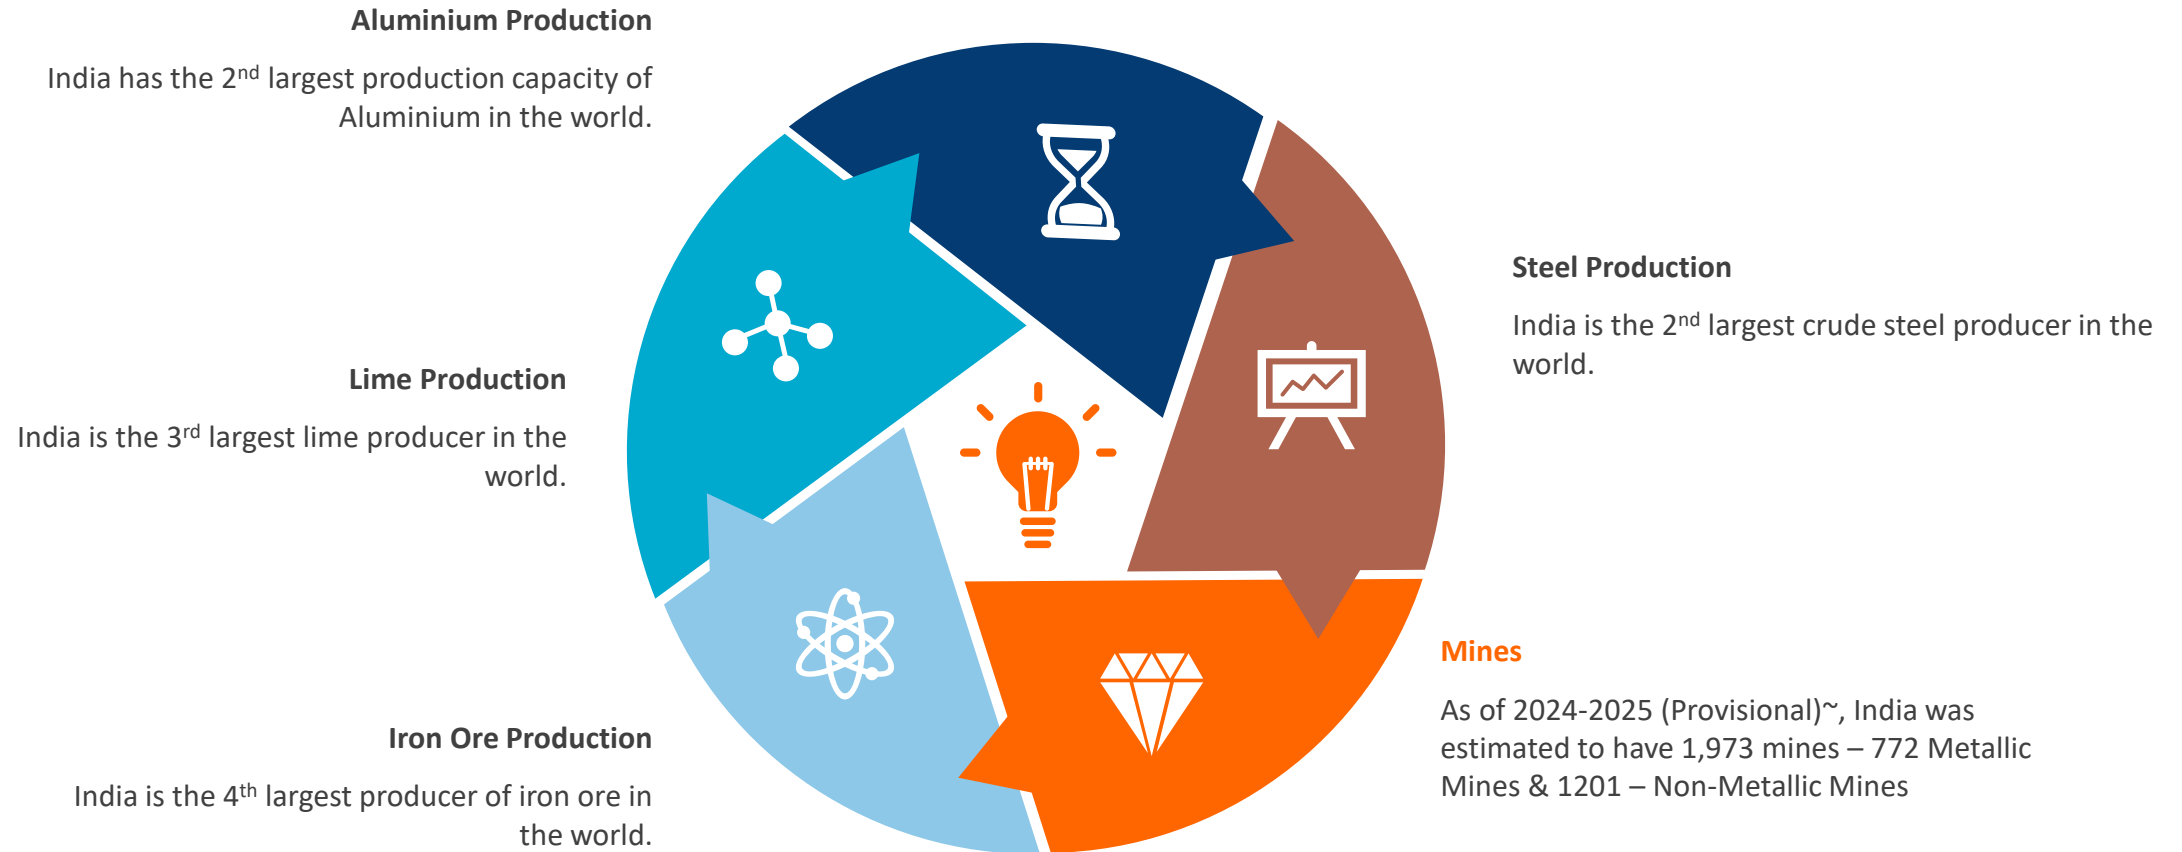 Aluminium Production
India has the 2nd largest production capacity of
Aluminium in the world.
Lime Production
India is the 3rd largest lime producer in the
world.
Iron Ore Production
India is the 4th largest producer of iron ore in
the world.
Steel Production
India is the 2nd largest crude steel producer in the
world.
Mines
As of 2024-2025 (Provisional)~, India was
estimated to have 1,973 mines – 772 Metallic
Mines & 1201 – Non-Metallic Mines